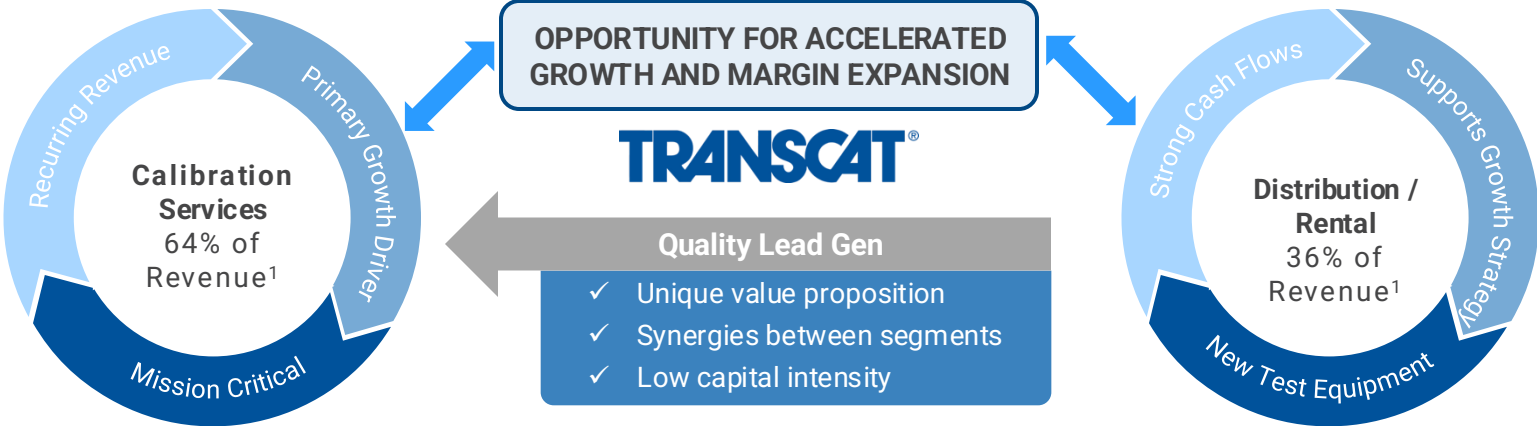 OPPORTUNITY FOR ACCELERATED
GROWTH AND MARGIN EXPANSION
TRANSCAT®
Recurring Revenue
Primary Growth Driver
Mission Critical
Calibration
Services
64% of
Revenue¹
Quality Lead Gen
✓ Unique value proposition
✓ Synergies between segments
✓ Low capital intensity
Strong Cash Flows
Supports Growth Strategy
New Test Equipment
Distribution /
Rental
36% of
Revenue¹